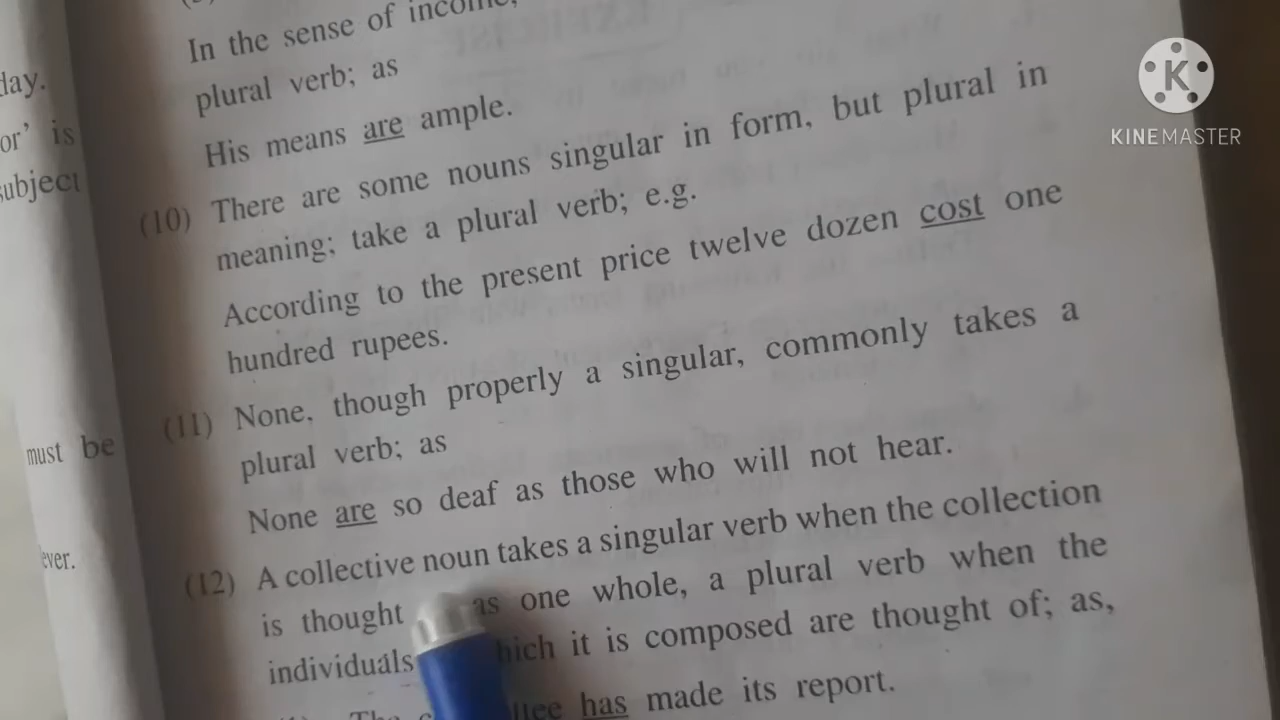 In the sense of income,
plural verb; as
His means are ample.
(10) There are some nouns singular in form, but plural in
meaning; take a plural verb; e.g.
According to the present price twelve dozen cost one
hundred rupees.
(11) None, though properly a singular, commonly takes a
plural verb; as
None are so deaf as those who will not hear.
(12) A collective noun takes a singular verb when the collection
is thought as one whole, a plural verb when the
individuals which it is composed are thought of; as,
The has made its report.
day.
or' is
subject
must be
ever.
K
KINEMASTER